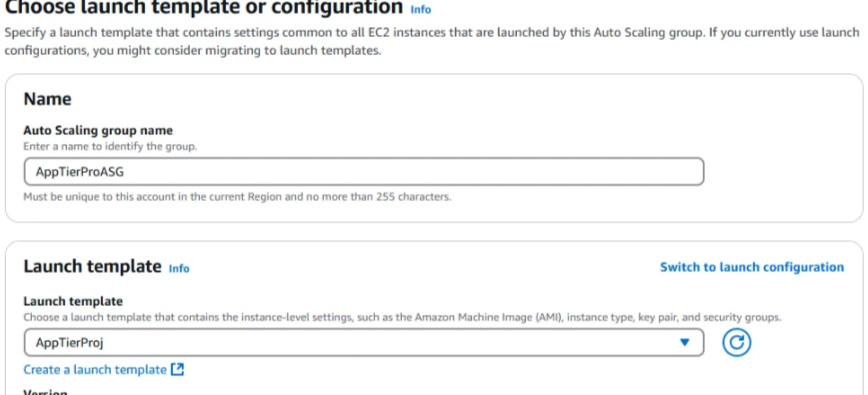 Choose launch template or configuration Info
Specify a launch template that contains settings common to all EC2 instances that are launched by this Auto Scaling group. If you currently use launch
configurations, you might consider migrating to launch templates.
Name
Auto Scaling group name
Enter a name to identify the group.
AppTierProASG
Must be unique to this account in the current Region and no more than 255 characters.
Launch template Info
Switch to launch configuration
Launch template
Choose a launch template that contains the instance-level settings, such as the Amazon Machine Image (AMI), instance type, key pair, and security groups.
AppTierProj
Create a launch template
Version